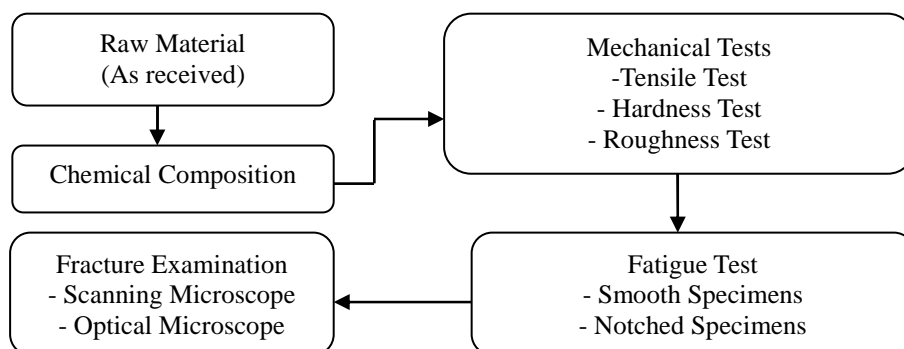 Raw Material
(As received)
Chemical Composition
Mechanical Tests
-Tensile Test
- Hardness Test
- Roughness Test
Fatigue Test
- Smooth Specimens
- Notched Specimens
Fracture Examination
- Scanning Microscope
- Optical Microscope